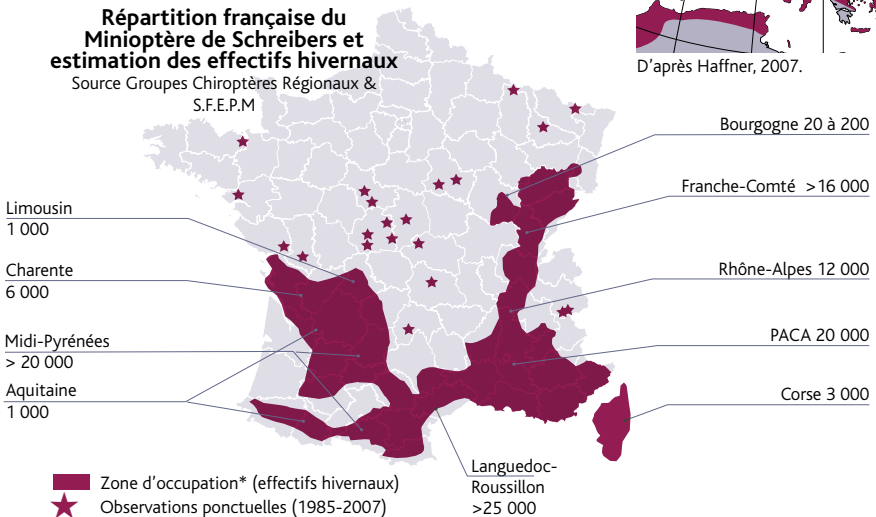 Répartition française du
Minioptère de Schreibers et
estimation des effectifs hivernaux
Source Groupes Chiroptères Régionaux &
S.F.E.P.M
D'après Haffner, 2007.
Bourgogne 20 à 200
Franche-Comté >16 000
Rhône-Alpes 12 000
PACA 20 000
Corse 3 000
Limousin
1 000
Charente
6 000
Midi-Pyrénées
> 20 000
Aquitaine
1 000
Languedoc-
Roussillon
>25 000
Zone d'occupation* (effectifs hivernaux)
Observations ponctuelles (1985-2007)